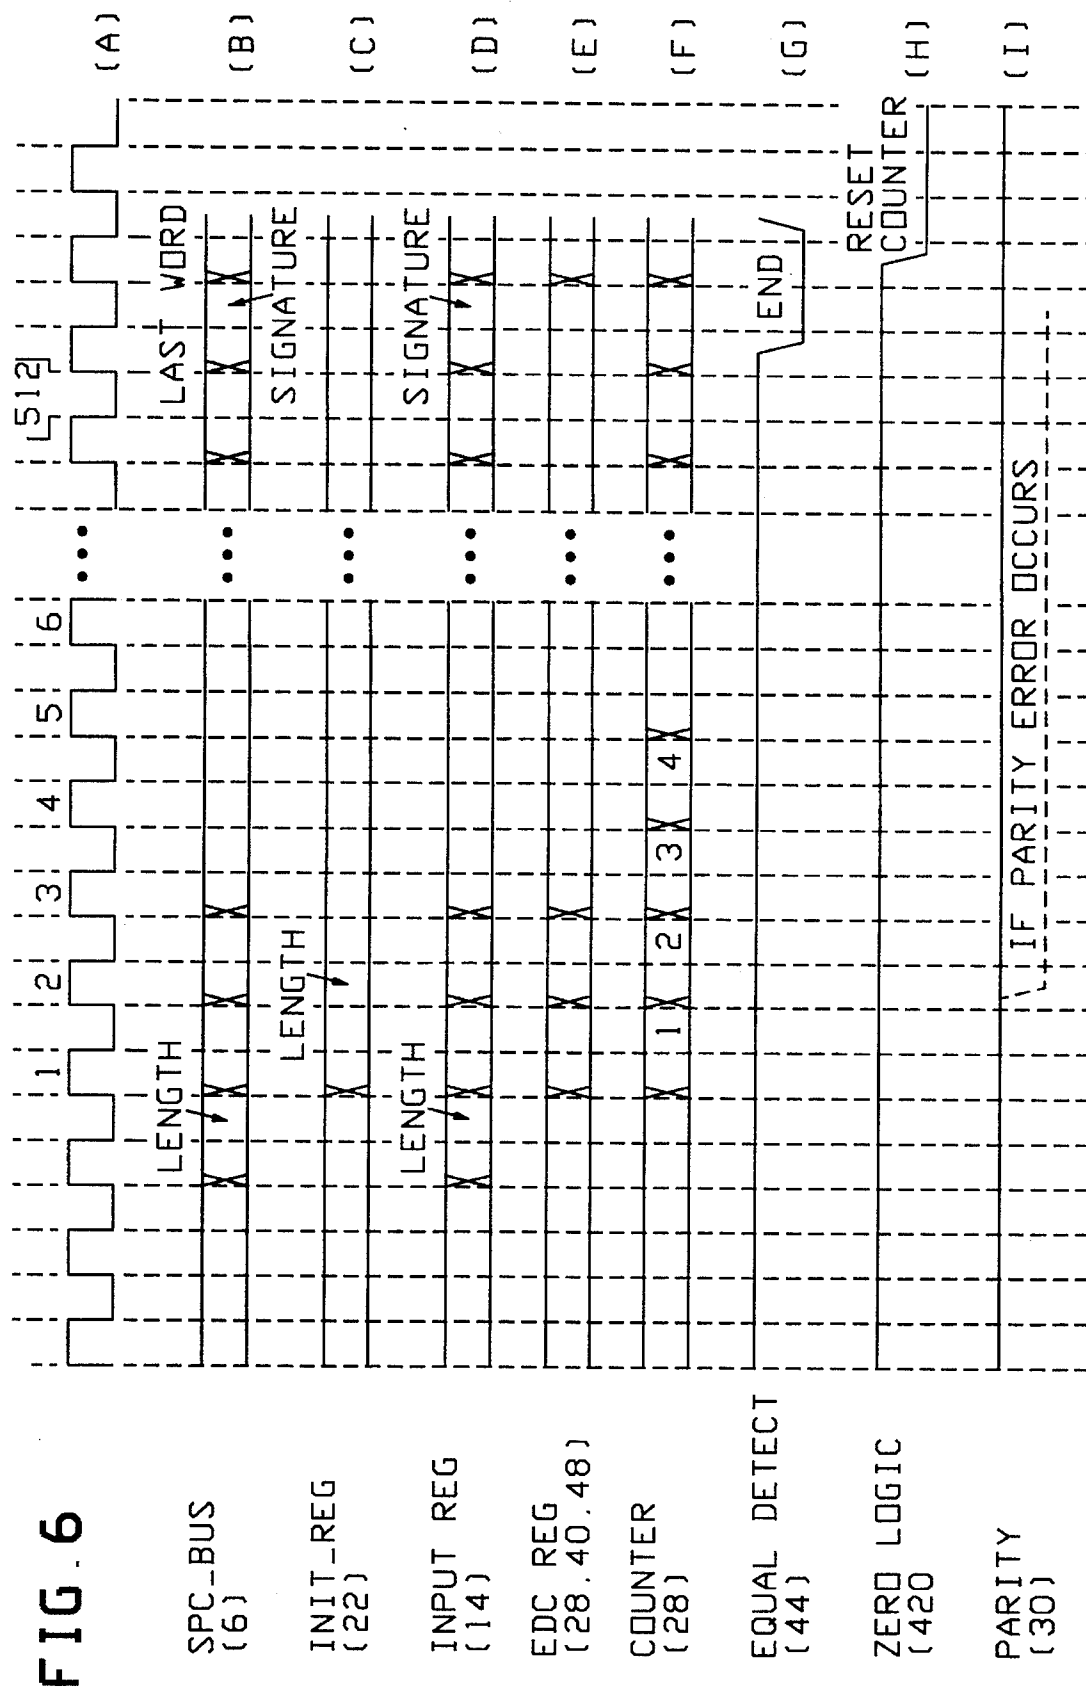 FIG. 6
1 2 3 4 5 6 512
(A)
SPC_BUS
(6)
LENGTH
LAST WORD
SIGNATURE
(B)
INIT_REG
(22)
LENGTH
(C)
INPUT REG
(14)
LENGTH
SIGNATURE
(D)
EDC REG
(28,40,48)
(E)
COUNTER
(28)
1 2 3 4
(F)
EQUAL DETECT
(44)
END
(G)
ZERO LOGIC
(420
RESET
COUNTER
(H)
PARITY
(30)
IF PARITY ERROR OCCURS
(I)